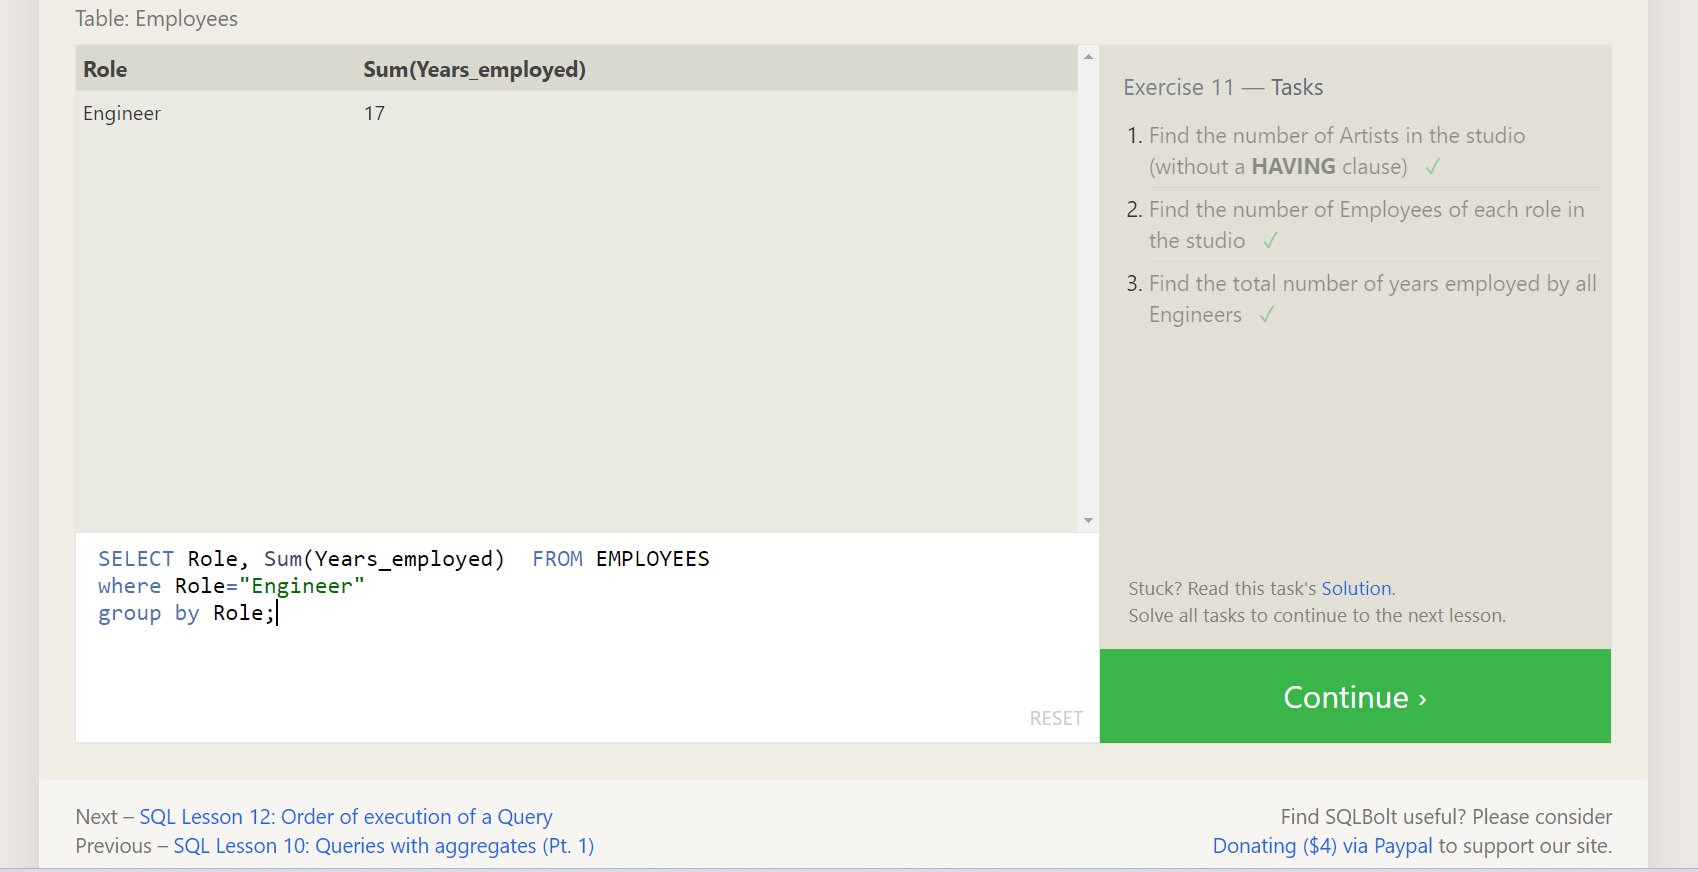 Table: Employees
Role Sum(Years_employed)
Engineer 17
SELECT Role, Sum(Years_employed)  FROM EMPLOYEES
where Role="Engineer"
group by Role;
RESET
Exercise 11 — Tasks
1. Find the number of Artists in the studio
(without a HAVING clause) ✓
2. Find the number of Employees of each role in
the studio ✓
3. Find the total number of years employed by all
Engineers ✓
Stuck? Read this task's Solution.
Solve all tasks to continue to the next lesson.
Continue ›
Next – SQL Lesson 12: Order of execution of a Query
Previous – SQL Lesson 10: Queries with aggregates (Pt. 1)
Find SQLBolt useful? Please consider
Donating ($4) via Paypal to support our site.